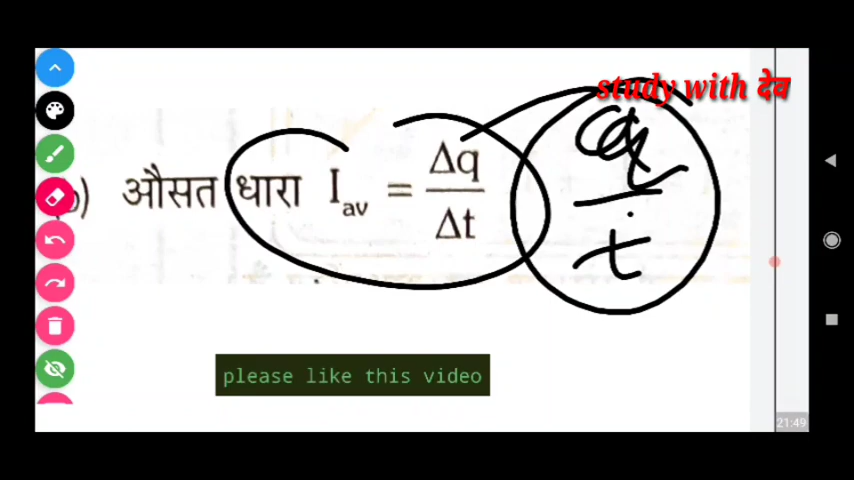 study with देव
औसत धारा I_av = Δq/Δt
q/t
please like this video
21:49